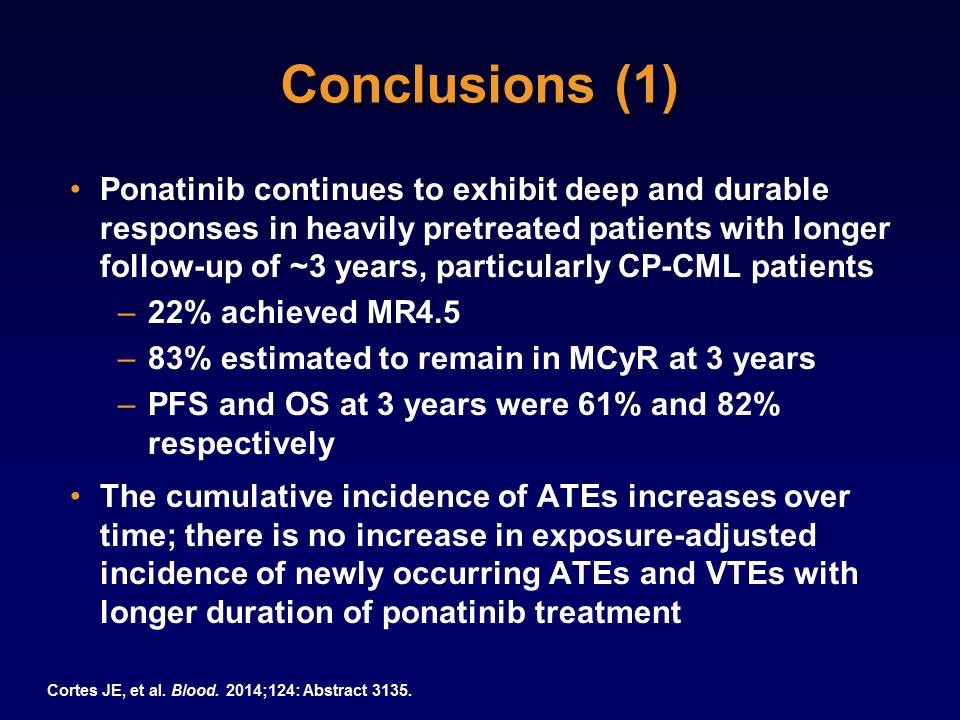 Conclusions (1)
• Ponatinib continues to exhibit deep and durable
responses in heavily pretreated patients with longer
follow-up of ~3 years, particularly CP-CML patients
– 22% achieved MR4.5
– 83% estimated to remain in MCyR at 3 years
– PFS and OS at 3 years were 61% and 82%
respectively
• The cumulative incidence of ATEs increases over
time; there is no increase in exposure-adjusted
incidence of newly occurring ATEs and VTEs with
longer duration of ponatinib treatment
Cortes JE, et al. Blood. 2014;124: Abstract 3135.